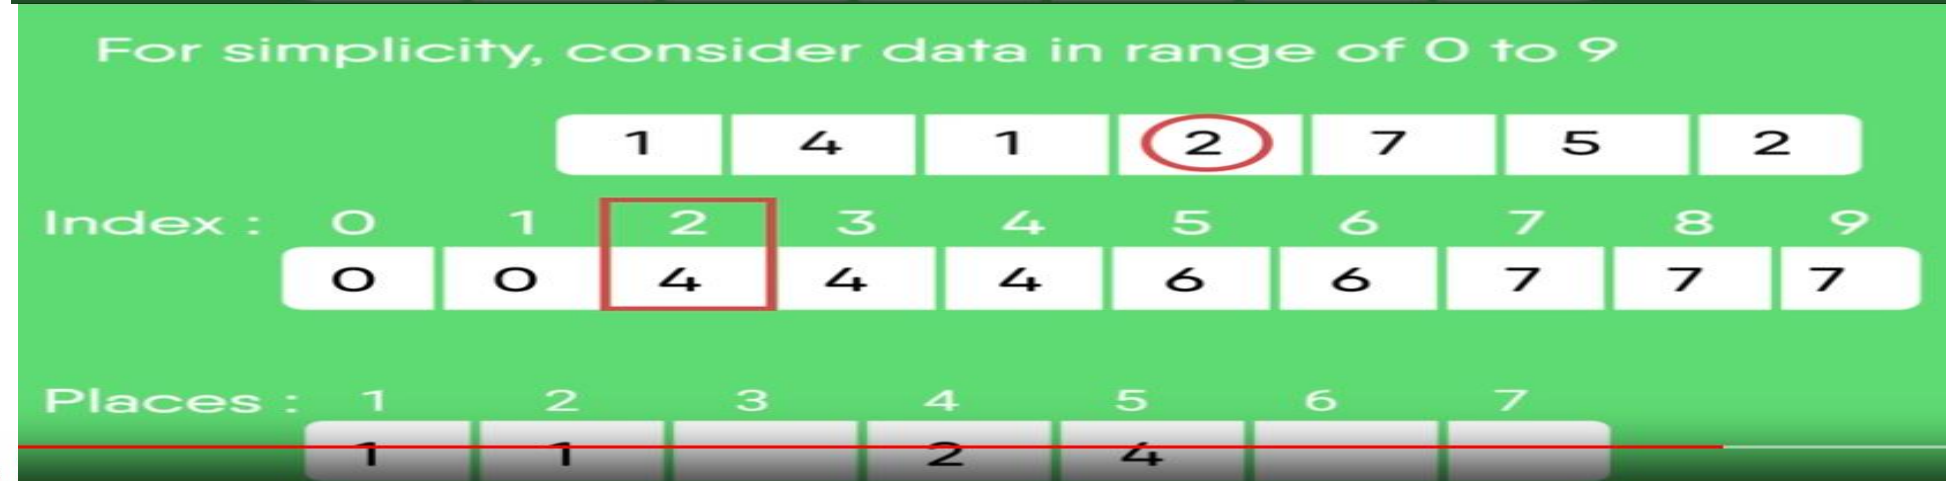 For simplicity, consider data in range of 0 to 9
1 4 1 2 7 5 2
Index : 0 1 2 3 4 5 6 7 8 9
0 0 4 4 4 6 6 7 7 7
Places : 1 2 3 4 5 6 7
1 1 2 4